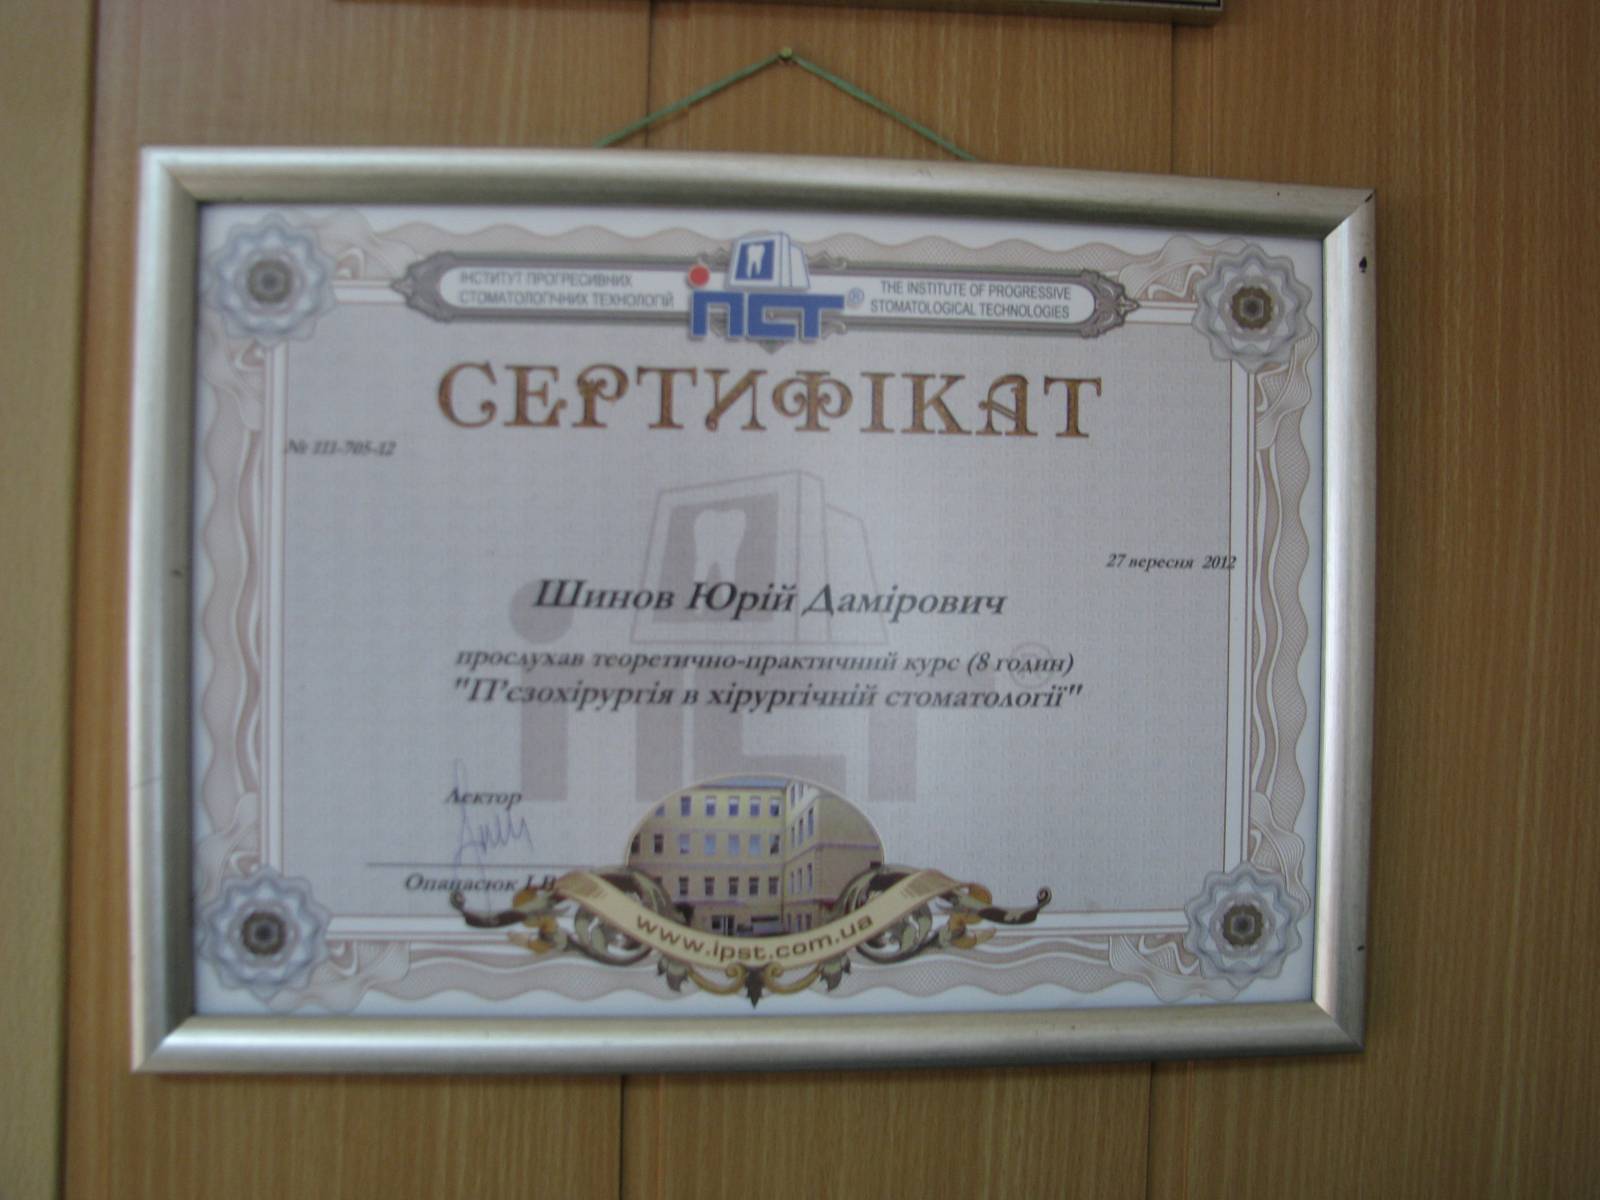 ІНСТИТУТ ПРОГРЕСИВНИХ
СТОМАТОЛОГІЧНИХ ТЕХНОЛОГІЙ
іПСТ®
THE INSTITUTE OF PROGRESSIVE
STOMATOLOGICAL TECHNOLOGIES
СЕРТИФІКАТ
№ 111-705-12
27 вересня 2012
Шинов Юрій Дамірович
прослухав теоретично-практичний курс (8 годин)
"П'єзохірургія в хірургічній стоматології"
Лектор
Опанасюк І.В
www.ipst.com.ua